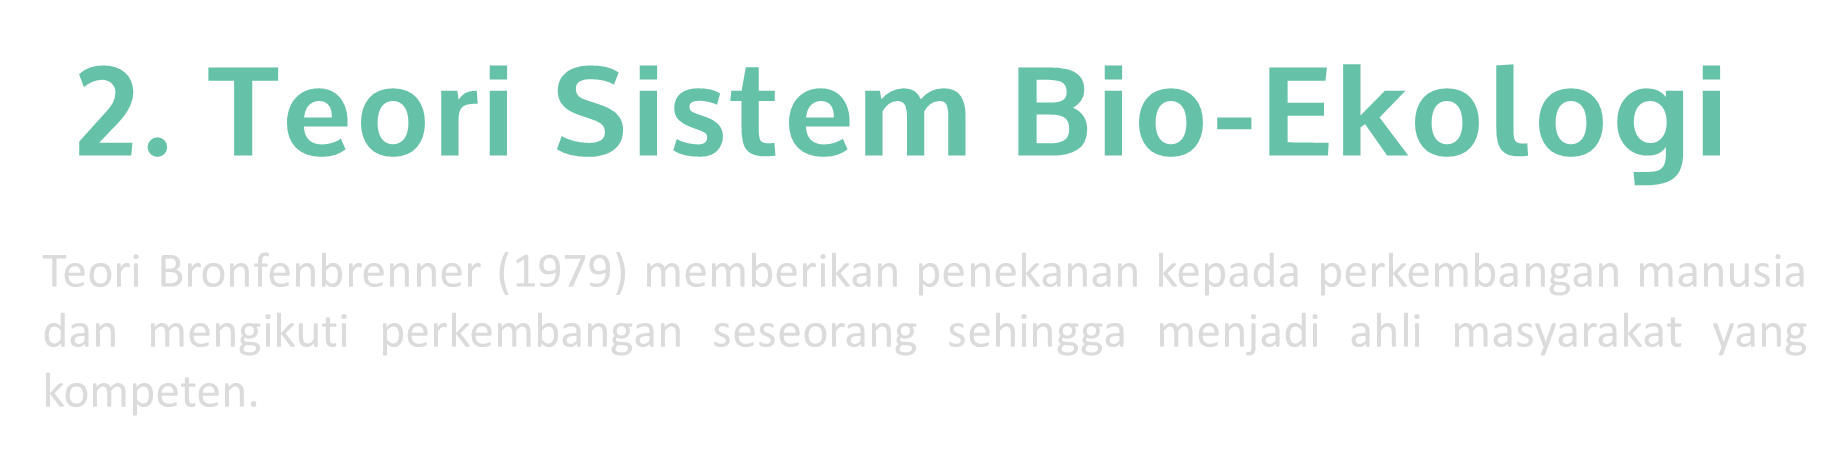 2. Teori Sistem Bio-Ekologi
Teori Bronfenbrenner (1979) memberikan penekanan kepada perkembangan manusia
dan mengikuti perkembangan seseorang sehingga menjadi ahli masyarakat yang
kompeten.